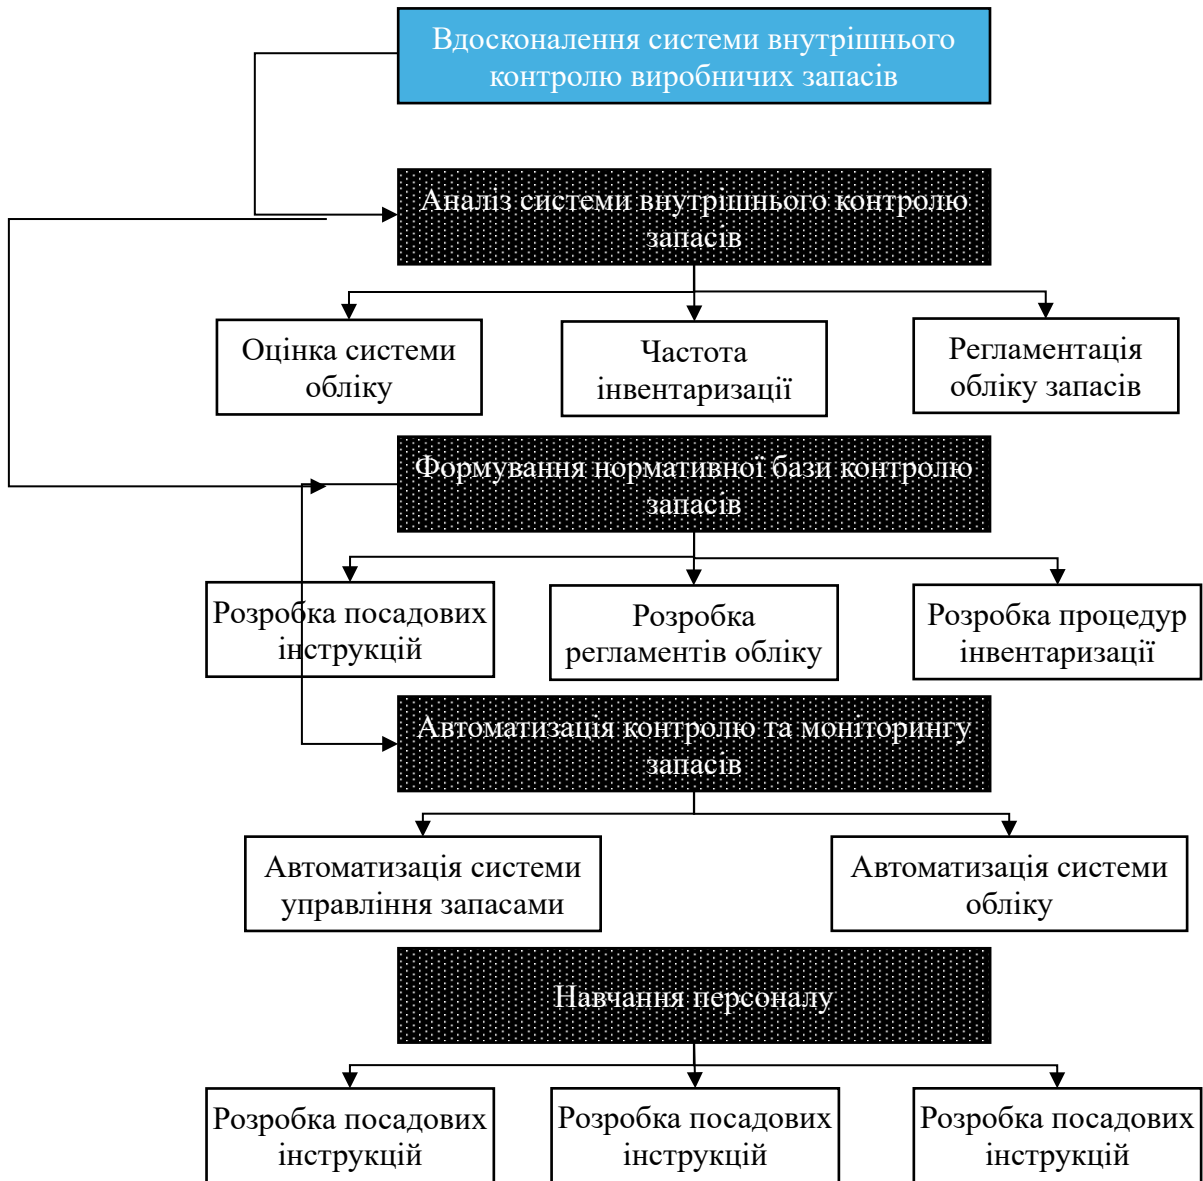 Вдосконалення системи внутрішнього
контролю виробничих запасів
Аналіз системи внутрішнього контролю
запасів
Оцінка системи
обліку
Частота
інвентаризації
Регламентація
обліку запасів
Формування нормативної бази контролю
запасів
Розробка посадових
інструкцій
Розробка
регламентів обліку
Розробка процедур
інвентаризації
Автоматизація контролю та моніторингу
запасів
Автоматизація системи
управління запасами
Автоматизація системи
обліку
Навчання персоналу
Розробка посадових
інструкцій
Розробка посадових
інструкцій
Розробка посадових
інструкцій